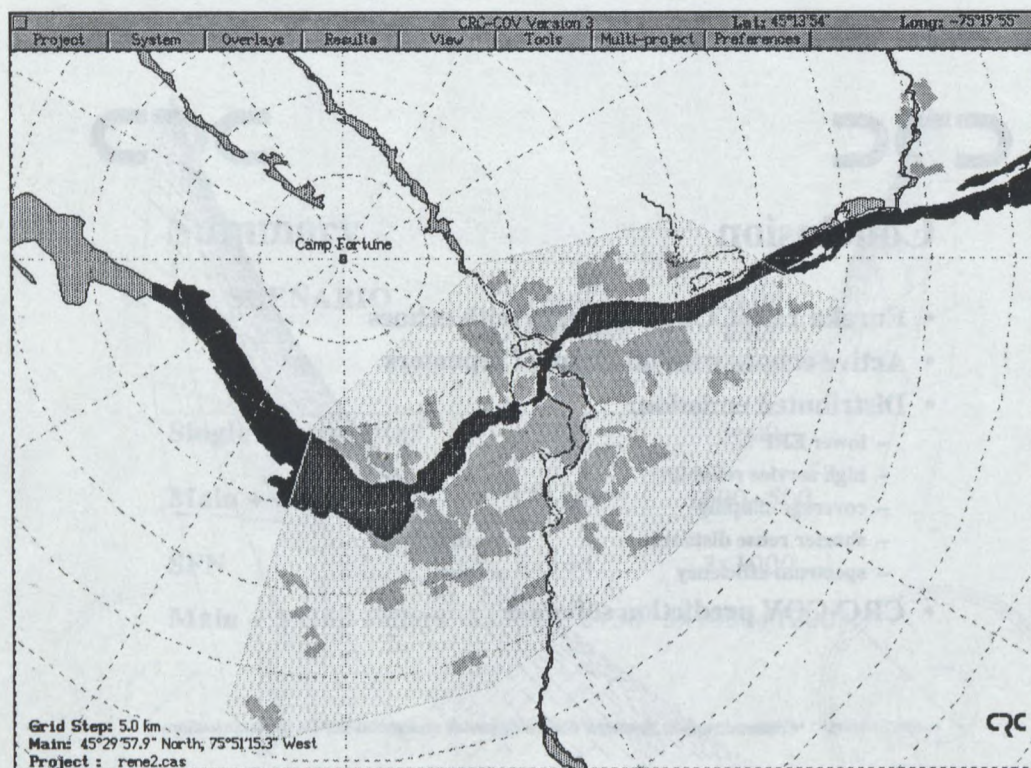 CRC-COV Version 3 Lat: 45°13'54" Long: -75°19'55"
Project System Overlays Results View Tools Multi-project Preferences
Camp Fortune
Grid Step: 5.0 km
Main: 45°29'57.9" North, 75°51'15.3" West
Project : rene2.cas
CRC